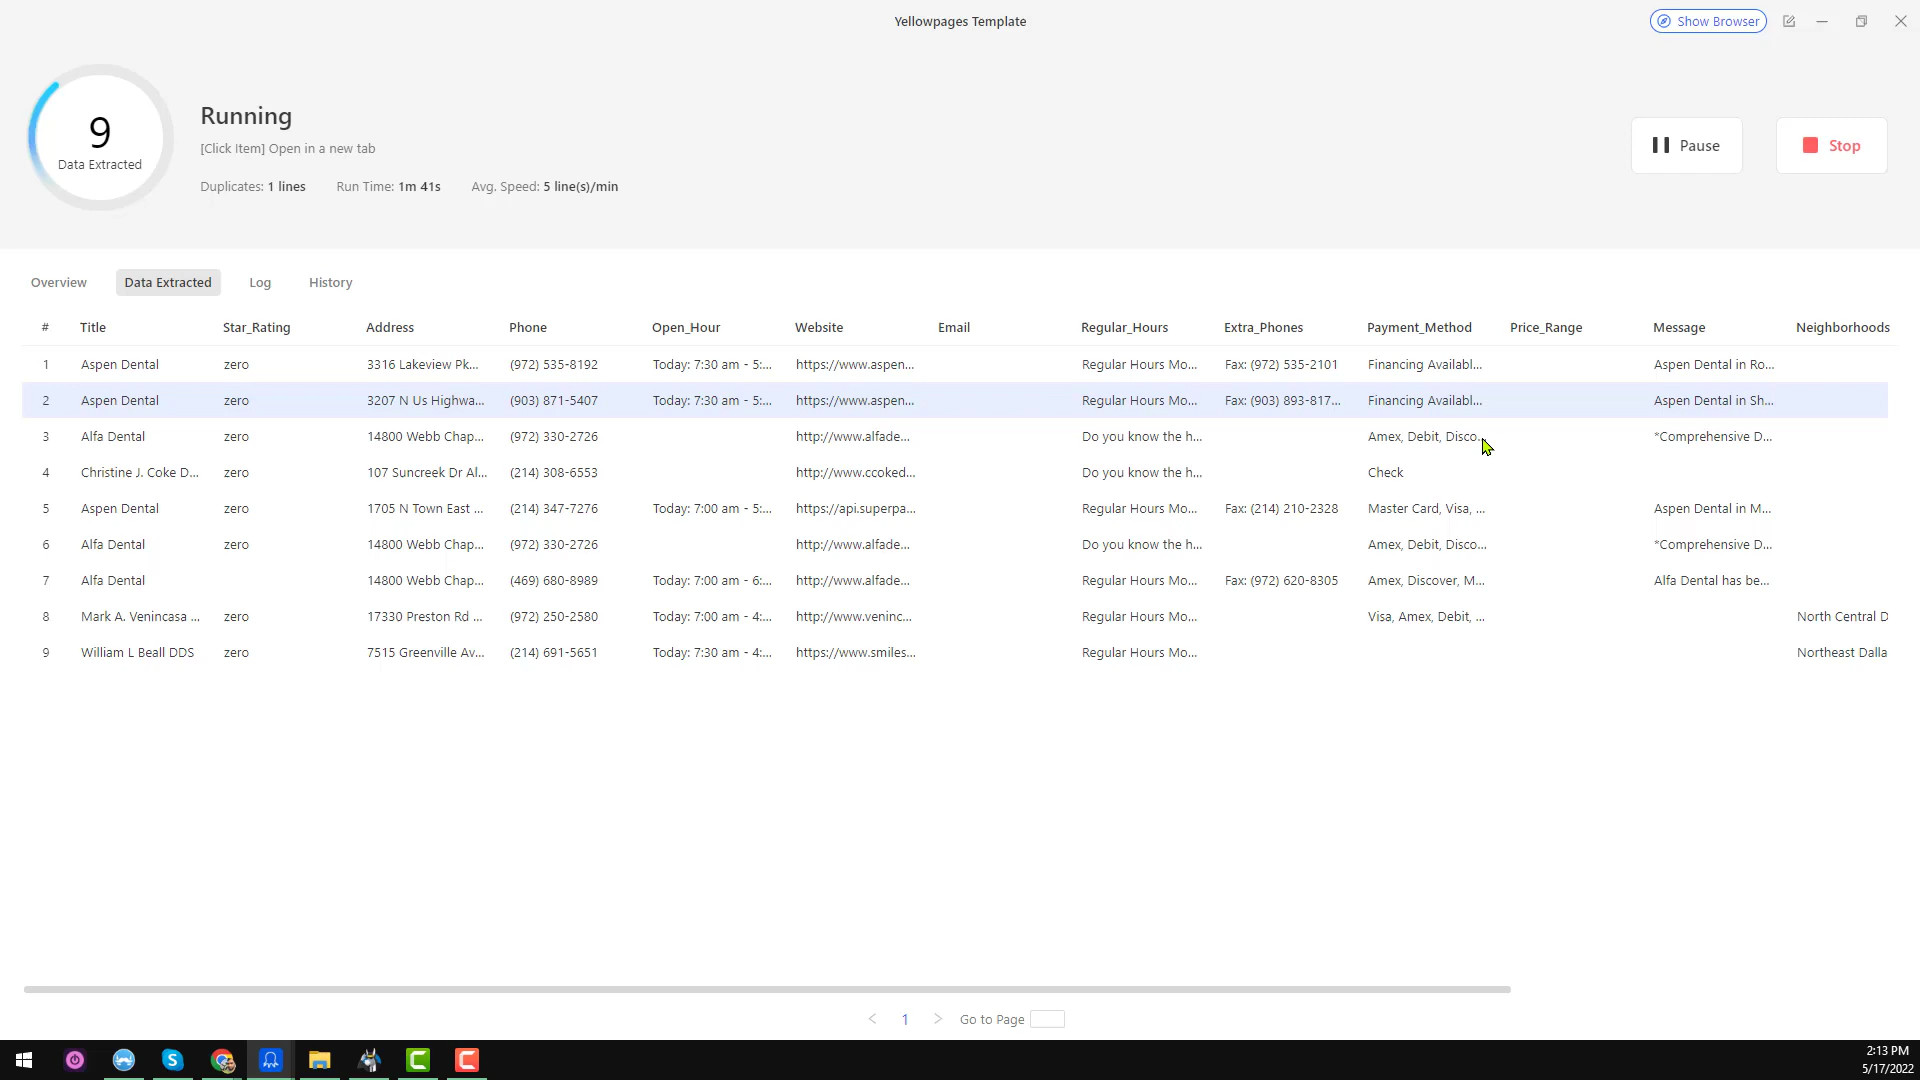 Yellowpages Template
Show Browser
9
Data Extracted
Running
[Click Item] Open in a new tab
Duplicates: 1 lines Run Time: 1m 41s Avg. Speed: 5 line(s)/min
Pause
Stop
Overview Data Extracted Log History
# Title Star_Rating Address Phone Open_Hour Website Email Regular_Hours Extra_Phones Payment_Method Price_Range Message Neighborhoods
1 Aspen Dental zero 3316 Lakeview Pk... (972) 535-8192 Today: 7:30 am - 5:... https://www.aspen... Regular Hours Mo... Fax: (972) 535-2101 Financing Availabl... Aspen Dental in Ro...
2 Aspen Dental zero 3207 N Us Highwa... (903) 871-5407 Today: 7:30 am - 5:... https://www.aspen... Regular Hours Mo... Fax: (903) 893-817... Financing Availabl... Aspen Dental in Sh...
3 Alfa Dental zero 14800 Webb Chap... (972) 330-2726 http://www.alfade... Do you know the h... Amex, Debit, Disco... *Comprehensive D...
4 Christine J. Coke D... zero 107 Suncreek Dr Al... (214) 308-6553 http://www.ccoked... Do you know the h... Check
5 Aspen Dental zero 1705 N Town East ... (214) 347-7276 Today: 7:00 am - 5:... https://api.superpa... Regular Hours Mo... Fax: (214) 210-2328 Master Card, Visa, ... Aspen Dental in M...
6 Alfa Dental zero 14800 Webb Chap... (972) 330-2726 http://www.alfade... Do you know the h... Amex, Debit, Disco... *Comprehensive D...
7 Alfa Dental 14800 Webb Chap... (469) 680-8989 Today: 7:00 am - 6:... http://www.alfade... Regular Hours Mo... Fax: (972) 620-8305 Amex, Discover, M... Alfa Dental has be...
8 Mark A. Venincasa ... zero 17330 Preston Rd ... (972) 250-2580 Today: 7:00 am - 4:... http://www.veninc... Regular Hours Mo... Visa, Amex, Debit, ... North Central D
9 William L Beall DDS zero 7515 Greenville Av... (214) 691-5651 Today: 7:30 am - 4:... https://www.smiles... Regular Hours Mo... Northeast Dalla
< 1 > Go to Page
2:13 PM
5/17/2022